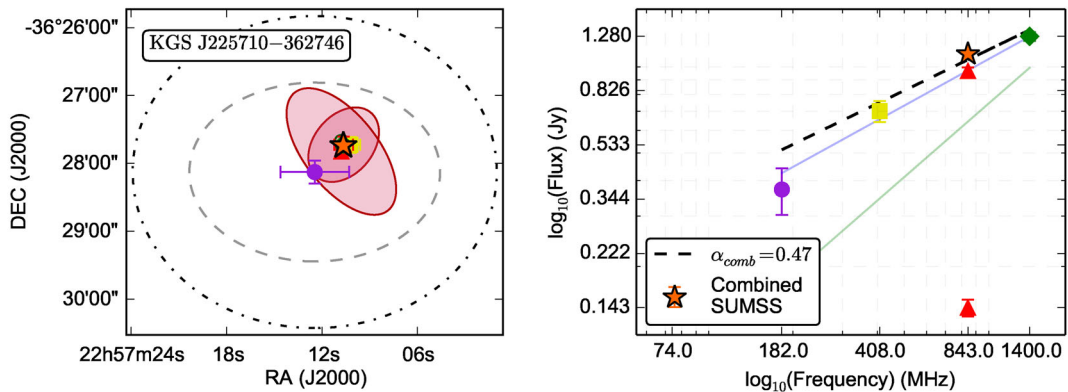 KGS J225710−362746
-36°26'00"
27'00"
28'00"
29'00"
30'00"
DEC (J2000)
22h57m24s
18s
12s
06s
RA (J2000)
1.280
0.826
0.533
0.344
0.222
0.143
log₁₀(Flux) (Jy)
α_comb=0.47
Combined
SUMSS
74.0
182.0
408.0
843.0
1400.0
log₁₀(Frequency) (MHz)